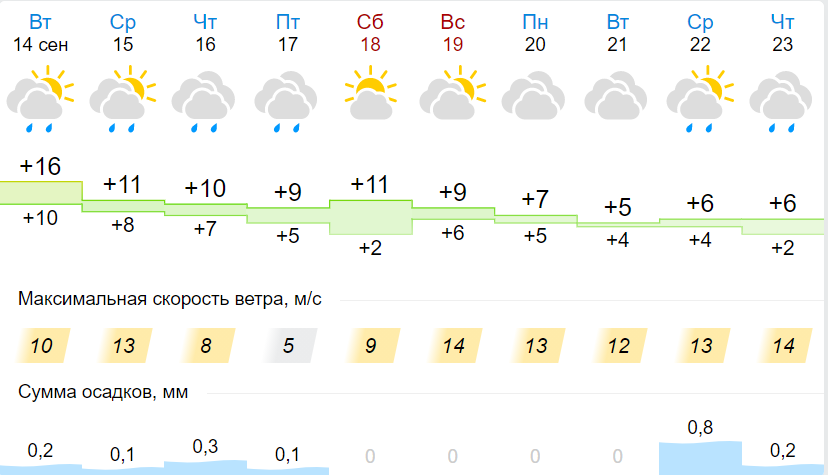 Вт Ср Чт Пт Сб Вс Пн Вт Ср Чт
14 сен 15 16 17 18 19 20 21 22 23
+16 +11 +10 +9 +11 +9 +7 +5 +6 +6
+10 +8 +7 +5 +2 +6 +5 +4 +4 +2
Максимальная скорость ветра, м/с
10 13 8 5 9 14 13 12 13 14
Сумма осадков, мм
0,2 0,1 0,3 0,1 0 0 0 0 0,8 0,2